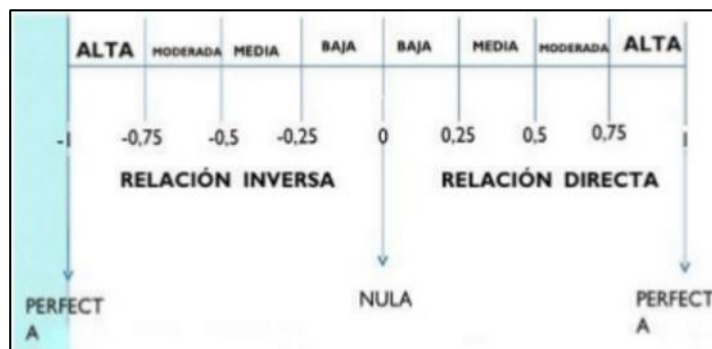 ALTA MODERADA MEDIA BAJA BAJA MEDIA MODERADA ALTA
-1 -0,75 -0,5 -0,25 0 0,25 0,5 0,75 1
RELACIÓN INVERSA RELACIÓN DIRECTA
PERFECT
A
NULA
PERFECT
A